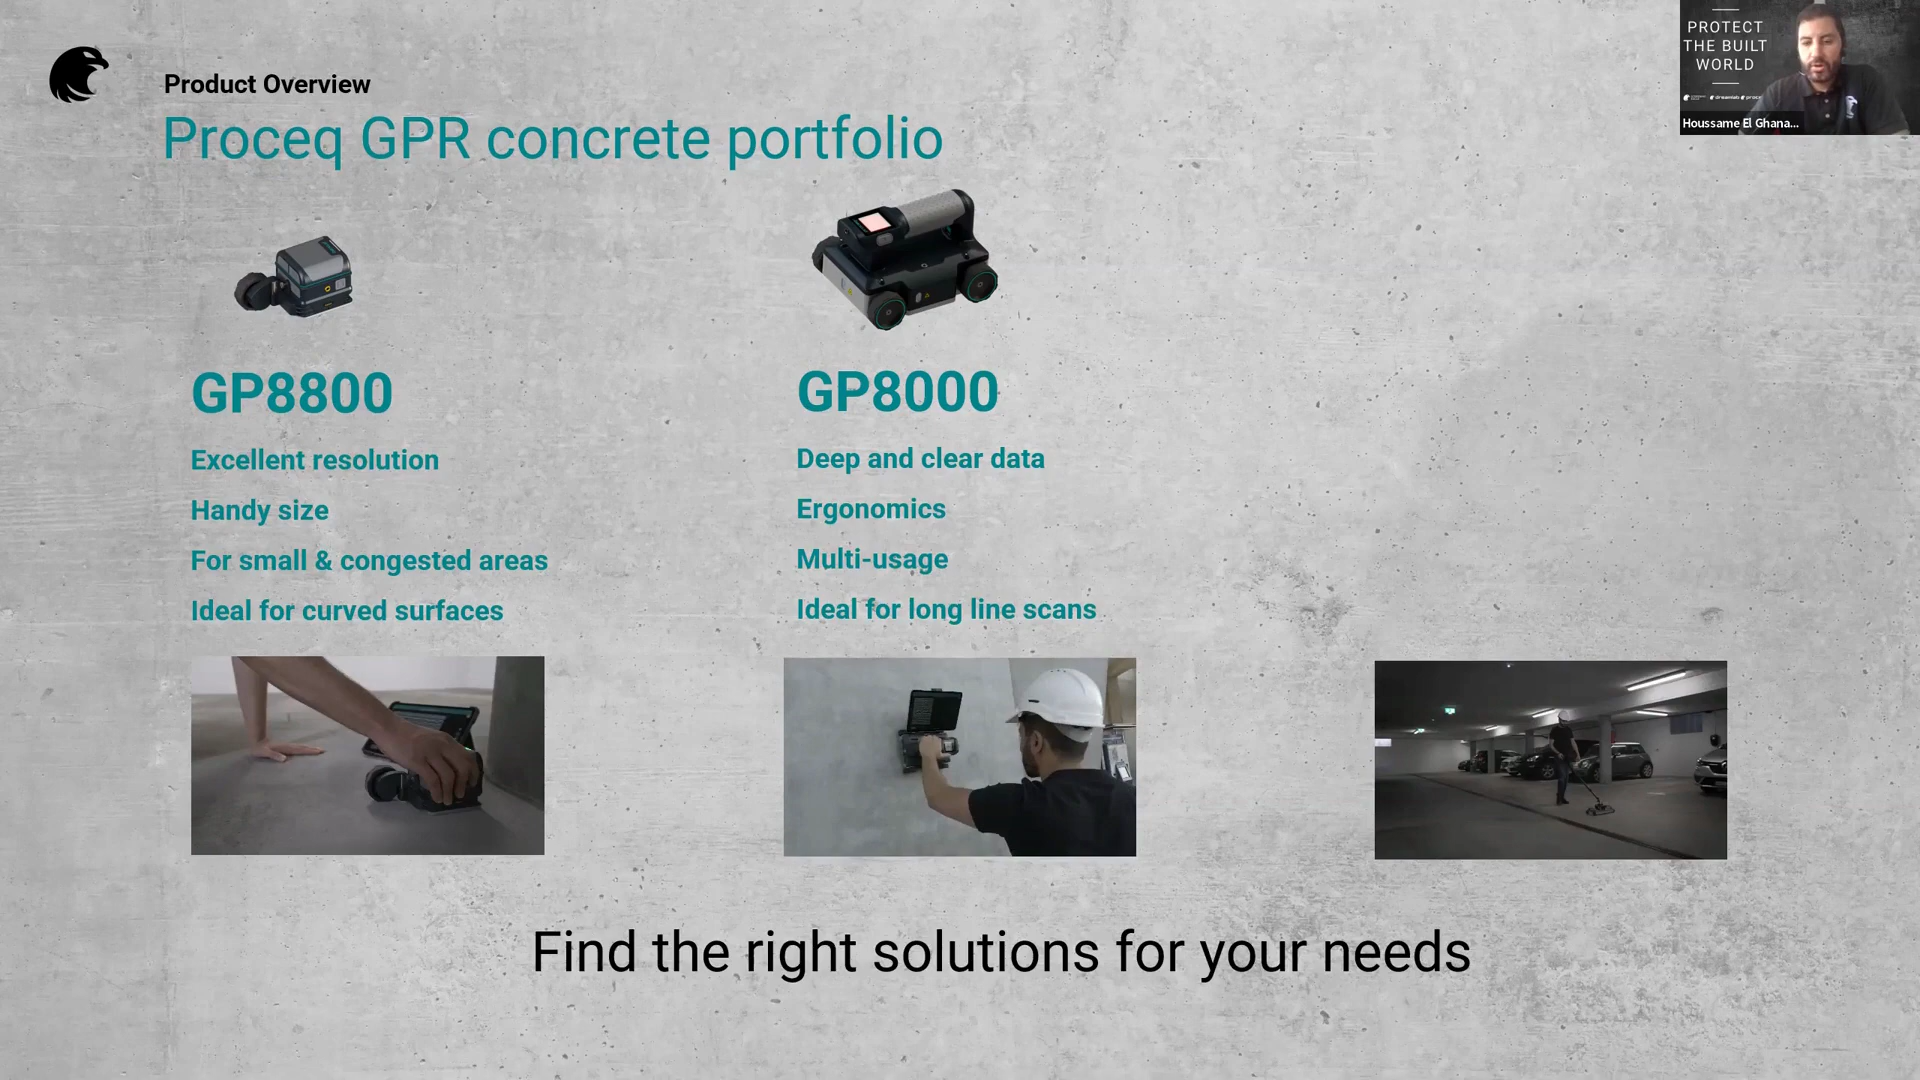 Product Overview
Proceq GPR concrete portfolio
PROTECT
THE BUILT
WORLD
Houssame El Ghana...
GP8800
Excellent resolution
Handy size
For small & congested areas
Ideal for curved surfaces
GP8000
Deep and clear data
Ergonomics
Multi-usage
Ideal for long line scans
Find the right solutions for your needs